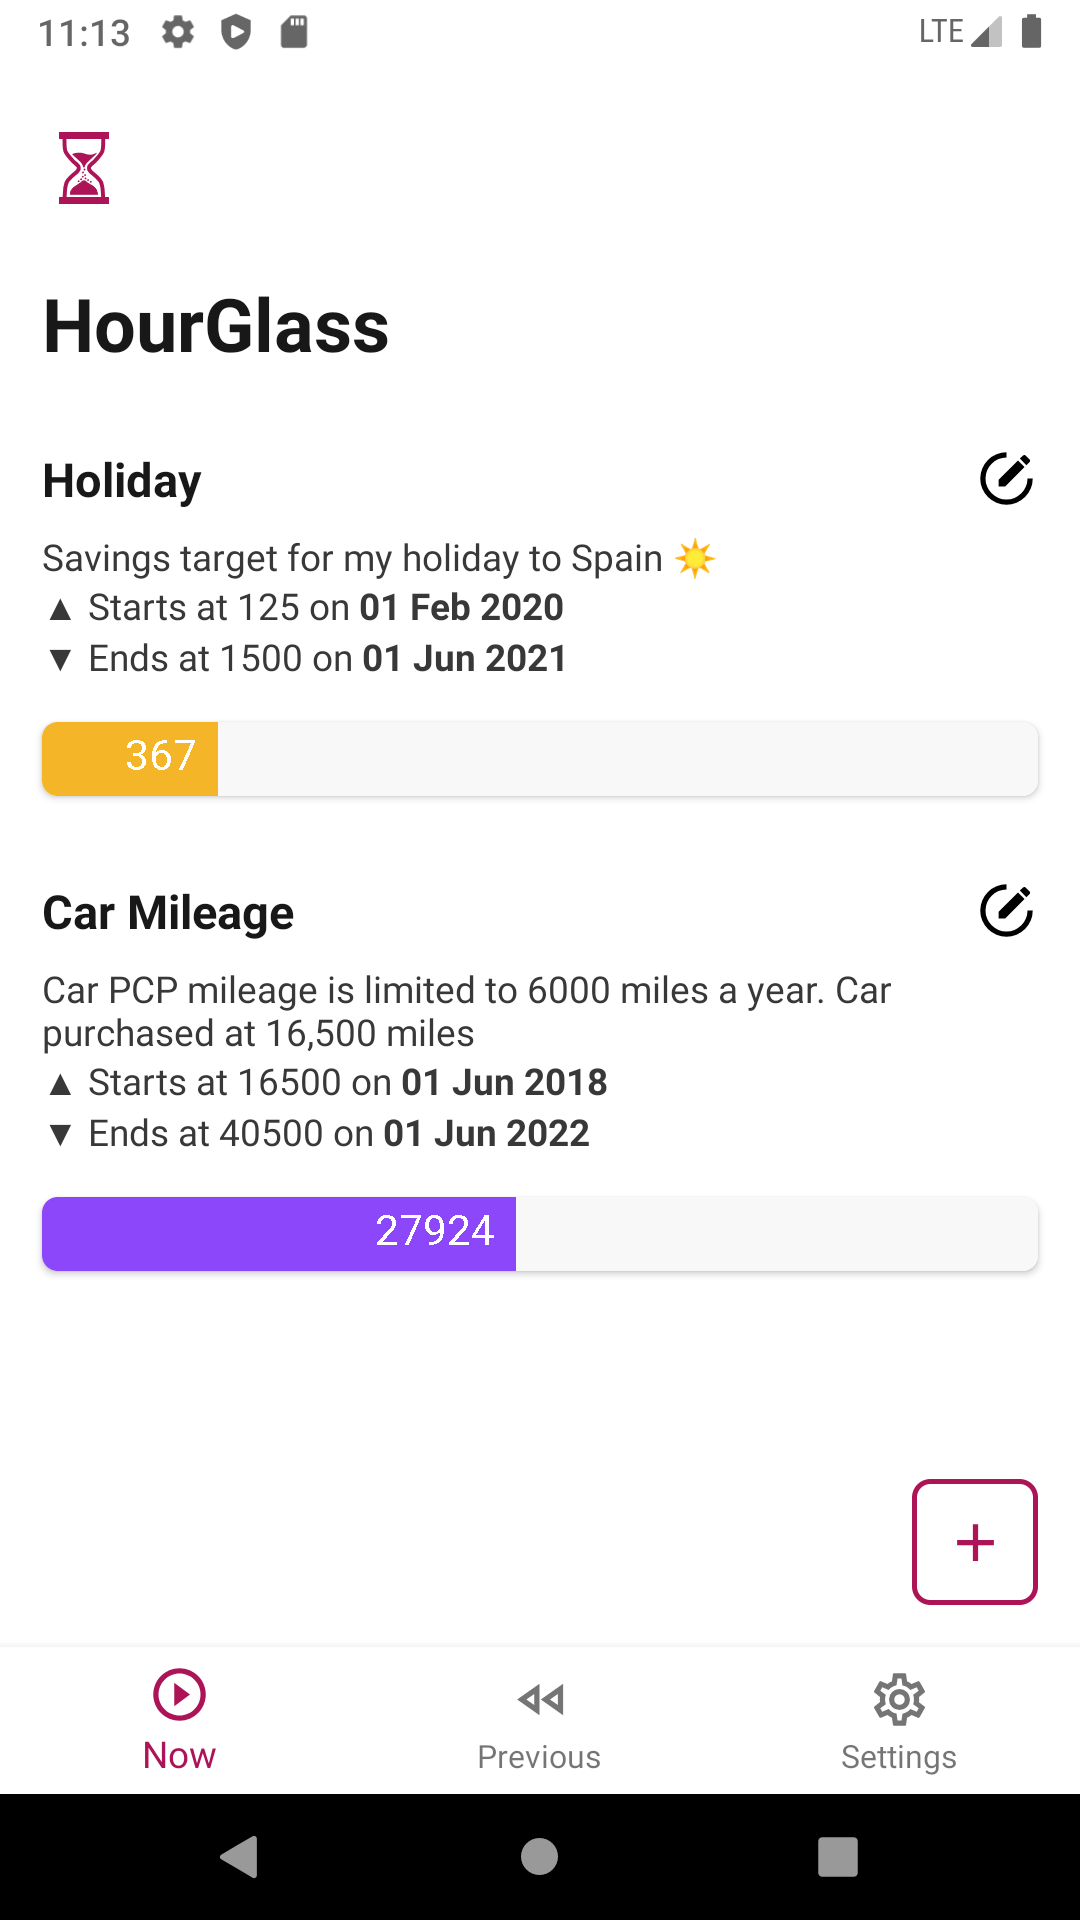 11:13
LTE
HourGlass
Holiday
Savings target for my holiday to Spain ☀️
▲ Starts at 125 on 01 Feb 2020
▼ Ends at 1500 on 01 Jun 2021
367
Car Mileage
Car PCP mileage is limited to 6000 miles a year. Car
purchased at 16,500 miles
▲ Starts at 16500 on 01 Jun 2018
▼ Ends at 40500 on 01 Jun 2022
27924
+
Now
Previous
Settings